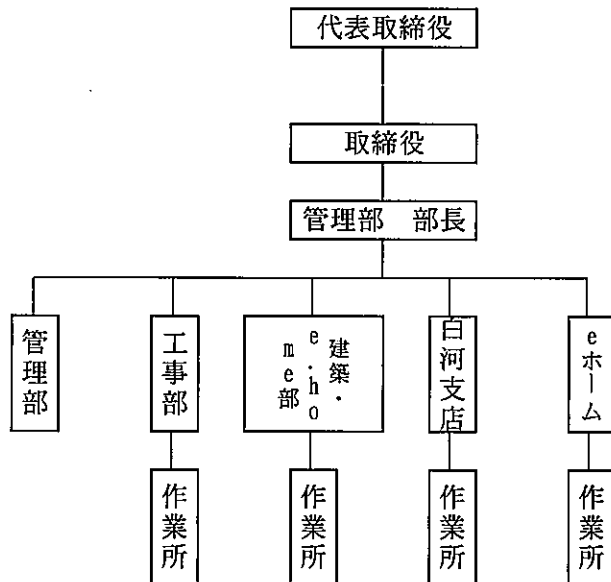 代表取締役
取締役
管理部　部長
管理部
工事部
建築・
e.ho
me部
白河支店
eホーム
作業所
作業所
作業所
作業所